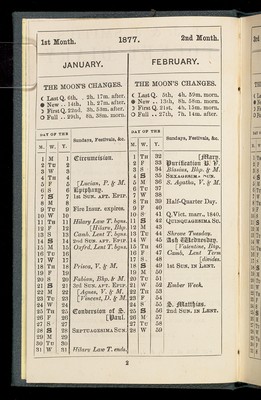 1st Month. 1877. 2nd Month.
JANUARY.
THE MOON'S CHANGES.
☾ Last Q. 6th, .. 2h. 17m. after.
● New .. 14th, 1h. 27m. after.
☽ First Q. 22nd, 3h. 53m. after.
○ Full .. 29th, 8h. 38m. morn.
DAY OF THE
M. W. Y. Sundays, Festivals, &c.
1 M 1 Circumcision.
2 Tu 2
3 W 3
4 Th 4
5 F 5 [Lucian, P. & M.
6 S 6 Epiphany.
7 S 7 1st SUN. AFT. EPIP.
8 M 8
9 Tu 9 Fire Insur. expires.
10 W 10
11 Th 11 Hilary Law T. begns.
12 F 12 [Hilary, Bbp.
13 S 13 Camb. Lent T. begns
14 S 14 2nd SUN. AFT. EPIP.
15 M 15 Oxfrd. Lent T. begns.
16 Tu 16
17 W 17
18 Th 18 Prisca, V. & M.
19 F 19
20 S 20 Fabian, Bbp. & M.
21 S 21 3rd SUN. AFT. EPIP.
22 M 22 [Agnes, V. & M.
23 Tu 23 [Vincent, D. & M.
24 W 24
25 Th 25 Conversion of S.
26 F 26 [Paul.
27 S 27
28 S 28 SEPTUAGESIMA SUN.
29 M 29
30 Tu 30
31 W 31 Hilary Law T. ends.
FEBRUARY.
THE MOON'S CHANGES.
☾ Last Q. 5th, 4h. 59m. morn.
● New .. 13th, 8h. 58m. morn.
☽ First Q. 21st, 4h. 15m. morn.
○ Full .. 27th, 7h. 14m. after.
DAY OF THE
M. W. Y. Sundays, Festivals, &c.
1 Th 32 [Mary.
2 F 33 Purification B. V.
3 S 34 Blasius, Bbp. & M.
4 S 35 SEXAGESIMA SUN.
5 M 36 S. Agatha, V. & M.
6 Tu 37
7 W 38
8 Th 39 Half-Quarter Day.
9 F 40
10 S 41 Q. Vict. marr., 1840.
11 S 42 QUINQUAGESIMA SU.
12 M 43
13 Tu 44 Shrove Tuesday.
14 W 45 Ash Wednesday.
15 Th 46 [Valentine, Bbp.
16 F 47 Camb. Lent Term
17 S 48 [divides.
18 S 49 1st SUN. IN LENT.
19 M 50
20 Tu 51
21 W 52 Ember Week.
22 Th 53
23 F 54
24 S 55 S. Matthias.
25 S 56 2nd SUN. IN LENT.
26 M 57
27 Tu 58
28 W 59
2